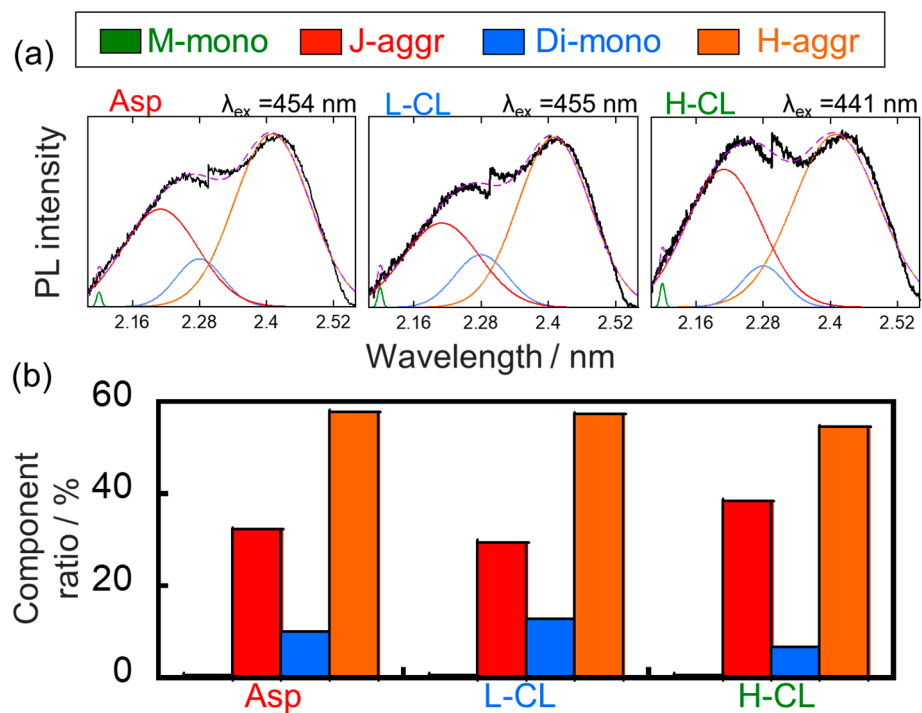 M-mono J-aggr Di-mono H-aggr
(a)
Asp λex =454 nm L-CL λex =455 nm H-CL λex =441 nm
PL intensity
2.16 2.28 2.4 2.52 2.16 2.28 2.4 2.52 2.16 2.28 2.4 2.52
Wavelength / nm
(b)
60
40
20
0
Component
ratio / %
Asp L-CL H-CL